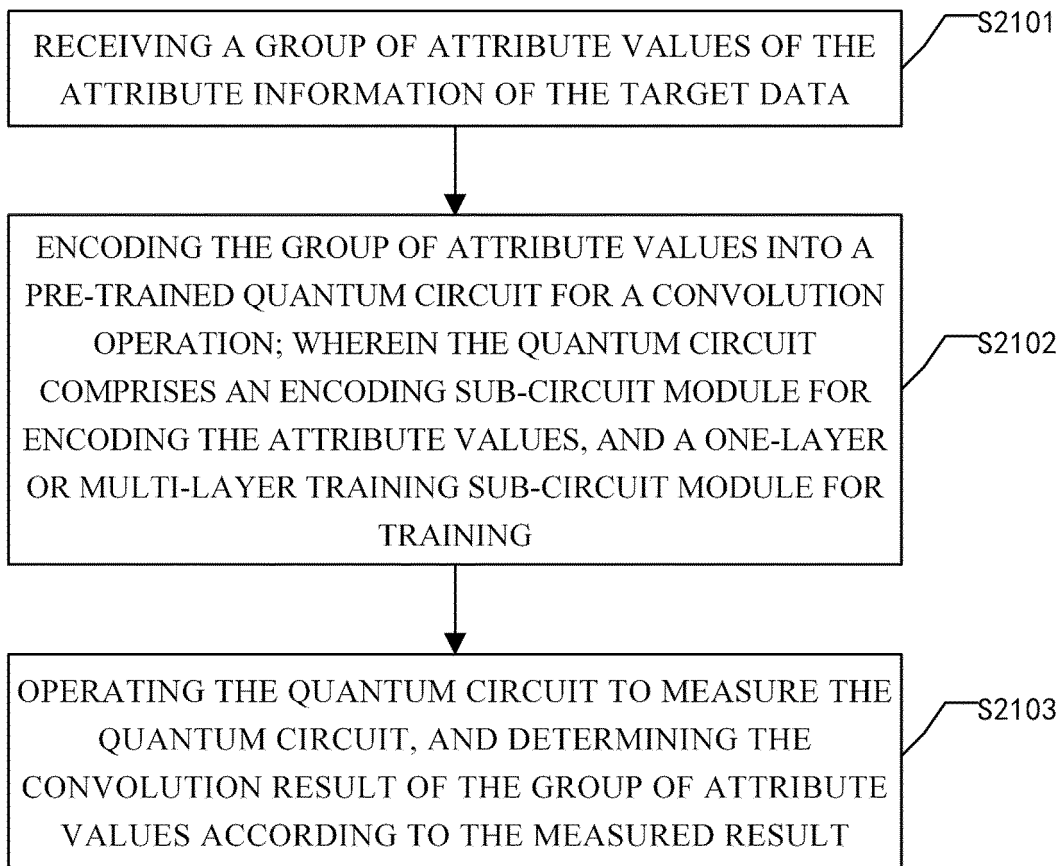 RECEIVING A GROUP OF ATTRIBUTE VALUES OF THE
ATTRIBUTE INFORMATION OF THE TARGET DATA
S2101
ENCODING THE GROUP OF ATTRIBUTE VALUES INTO A
PRE-TRAINED QUANTUM CIRCUIT FOR A CONVOLUTION
OPERATION; WHEREIN THE QUANTUM CIRCUIT
COMPRISES AN ENCODING SUB-CIRCUIT MODULE FOR
ENCODING THE ATTRIBUTE VALUES, AND A ONE-LAYER
OR MULTI-LAYER TRAINING SUB-CIRCUIT MODULE FOR
TRAINING
S2102
OPERATING THE QUANTUM CIRCUIT TO MEASURE THE
QUANTUM CIRCUIT, AND DETERMINING THE
CONVOLUTION RESULT OF THE GROUP OF ATTRIBUTE
VALUES ACCORDING TO THE MEASURED RESULT
S2103